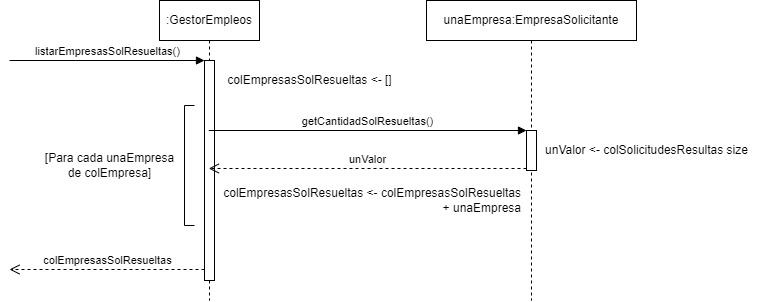 :GestorEmpleos
unaEmpresa:EmpresaSolicitante
listarEmpresasSolResueltas()
colEmpresasSolResueltas <- []
getCantidadSolResueltas()
[Para cada unaEmpresa
de colEmpresa]
unValor <- colSolicitudesResultas size
unValor
colEmpresasSolResueltas <- colEmpresasSolResueltas
+ unaEmpresa
colEmpresasSolResueltas